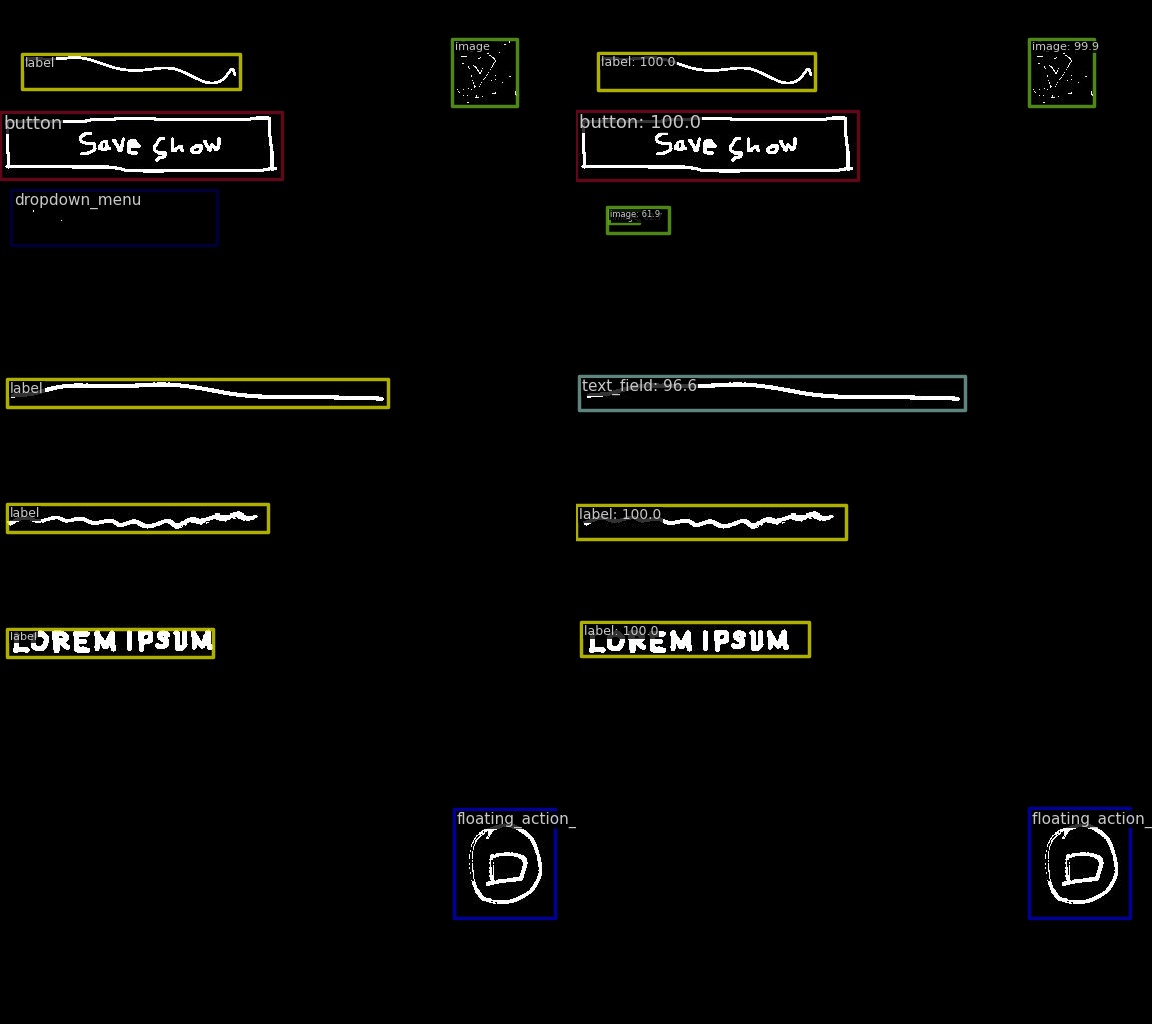 label
image
label: 100.0
image: 99.9
button
Save Show
button: 100.0
Save Show
dropdown_menu
image: 61.9
label
text_field: 96.6
label
label: 100.0
label
LOREM IPSUM
label: 100.0
LOREM IPSUM
floating_action_
floating_action_